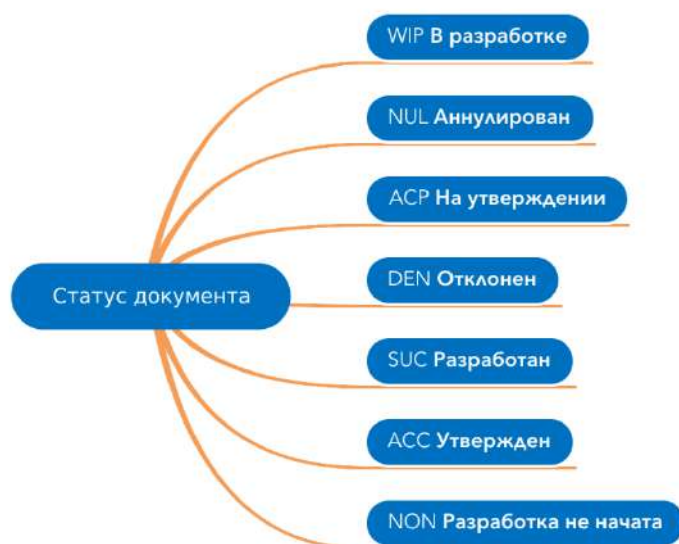 WIP В разработке
NUL Аннулирован
ACP На утверждении
DEN Отклонен
Статус документа
SUC Разработан
ACC Утвержден
NON Разработка не начата